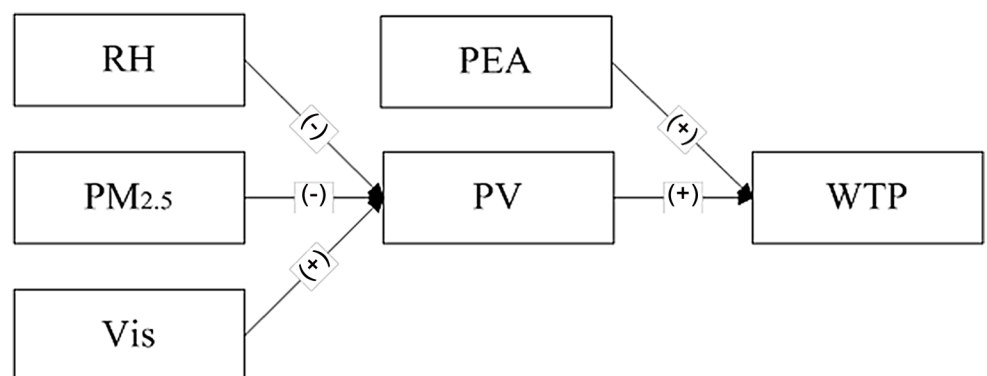 RH
PEA
(-)
(+)
PM2.5
(-)
PV
(+)
WTP
(+)
Vis